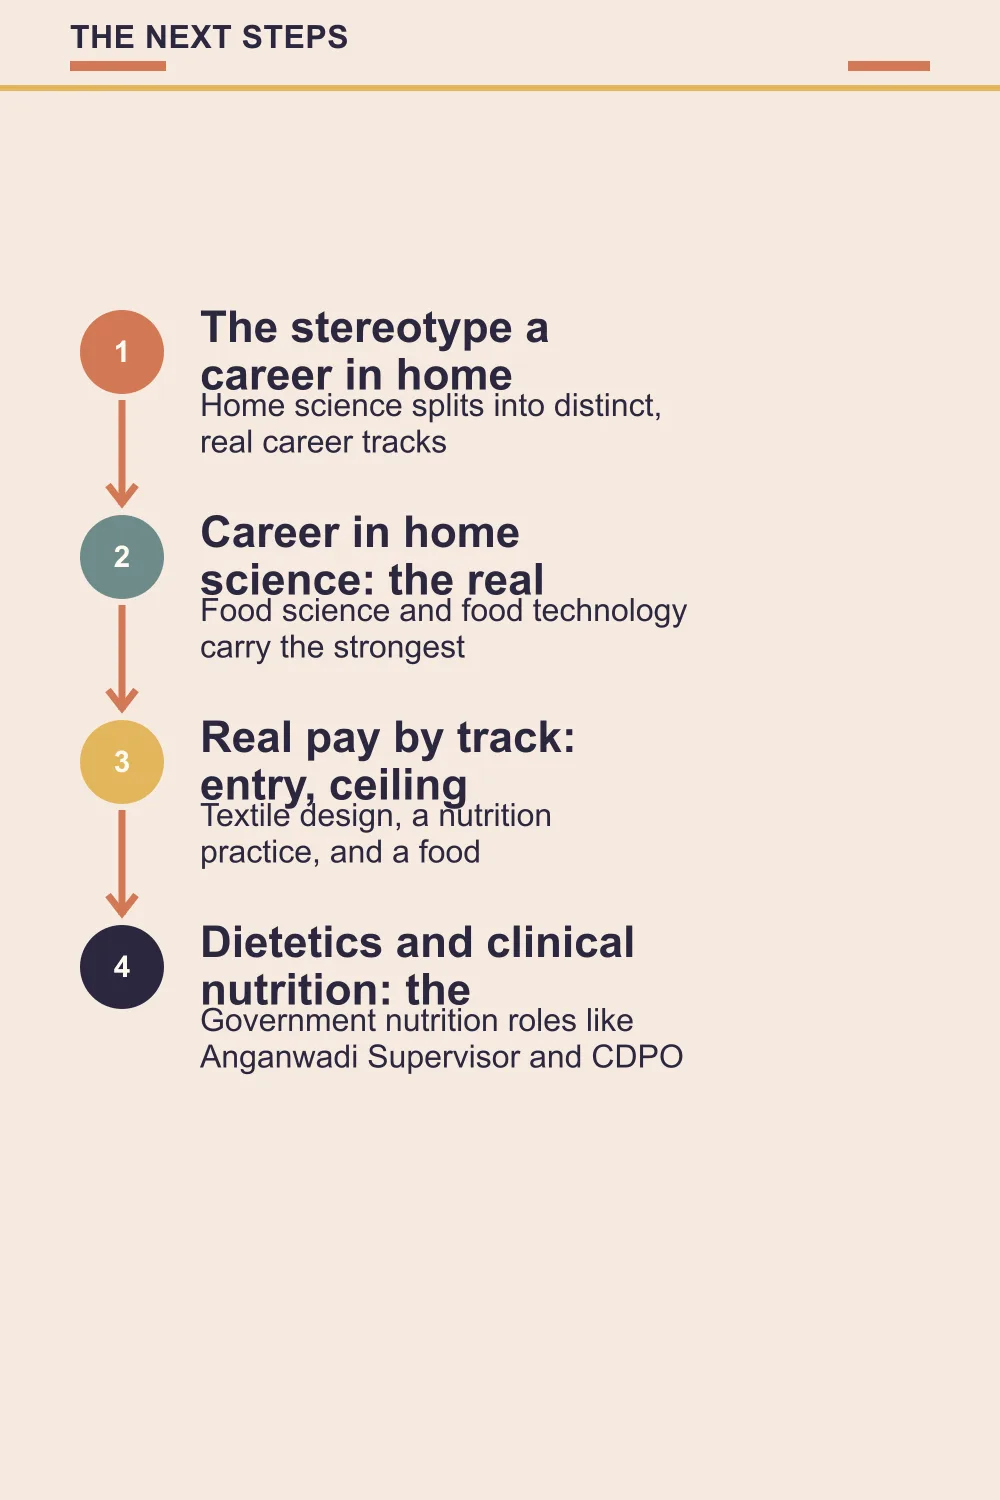 THE NEXT STEPS
1
The stereotype a
career in home
Home science splits into distinct,
real career tracks
2
Career in home
science: the real
Food science and food technology
carry the strongest
3
Real pay by track:
entry, ceiling
Textile design, a nutrition
practice, and a food
4
Dietetics and clinical
nutrition: the
Government nutrition roles like
Anganwadi Supervisor and CDPO